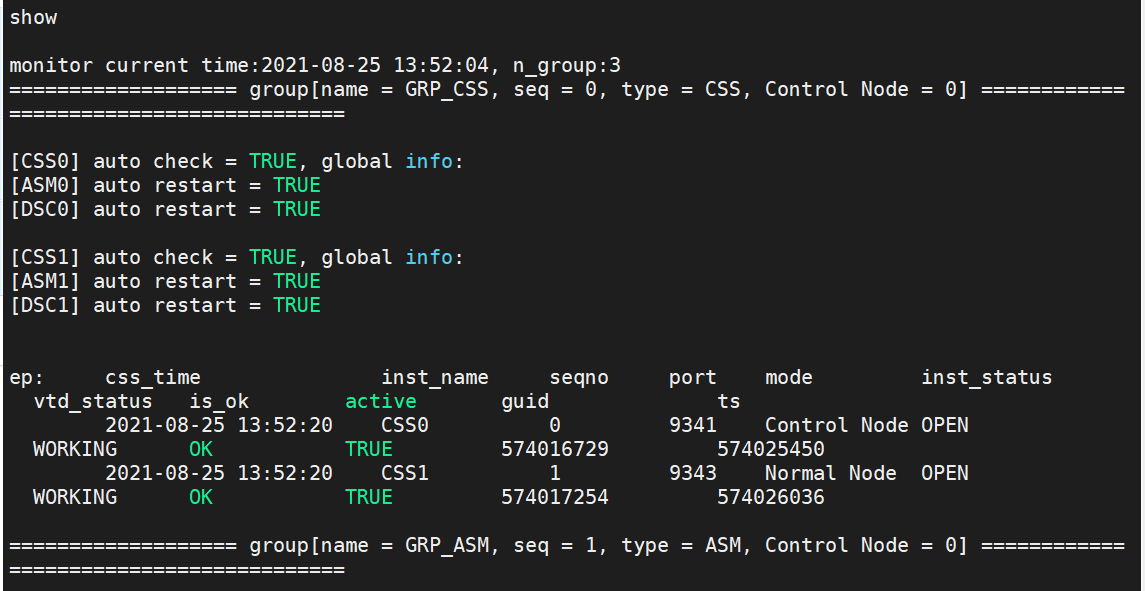 show
monitor current time:2021-08-25 13:52:04, n_group:3
=================== group[name = GRP_CSS, seq = 0, type = CSS, Control Node = 0] ============
============================
[CSS0] auto check = TRUE, global info:
[ASM0] auto restart = TRUE
[DSC0] auto restart = TRUE
[CSS1] auto check = TRUE, global info:
[ASM1] auto restart = TRUE
[DSC1] auto restart = TRUE
ep:     css_time               inst_name     seqno     port    mode         inst_status
  vtd_status   is_ok        active       guid              ts
        2021-08-25 13:52:20    CSS0          0         9341    Control Node OPEN
  WORKING      OK           TRUE         574016729         574025450
        2021-08-25 13:52:20    CSS1          1         9343    Normal Node  OPEN
  WORKING      OK           TRUE         574017254         574026036
=================== group[name = GRP_ASM, seq = 1, type = ASM, Control Node = 0] ============
============================